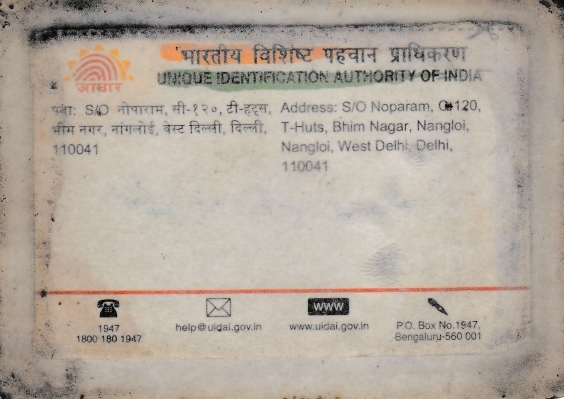 भारतीय विशिष्ट पहचान प्राधिकरण
UNIQUE IDENTIFICATION AUTHORITY OF INDIA
आधार
पता: S/O नोपाराम, सी-१२०, टी-हट्स,
भीम नगर, नांगलोई, वेस्ट दिल्ली, दिल्ली,
110041
Address: S/O Noparam, C-120,
T-Huts, Bhim Nagar, Nangloi,
Nangloi, West Delhi, Delhi,
110041
1947
1800 180 1947
help@uidai.gov.in
WWW
www.uidai.gov.in
P.O. Box No.1947,
Bengaluru-560 001